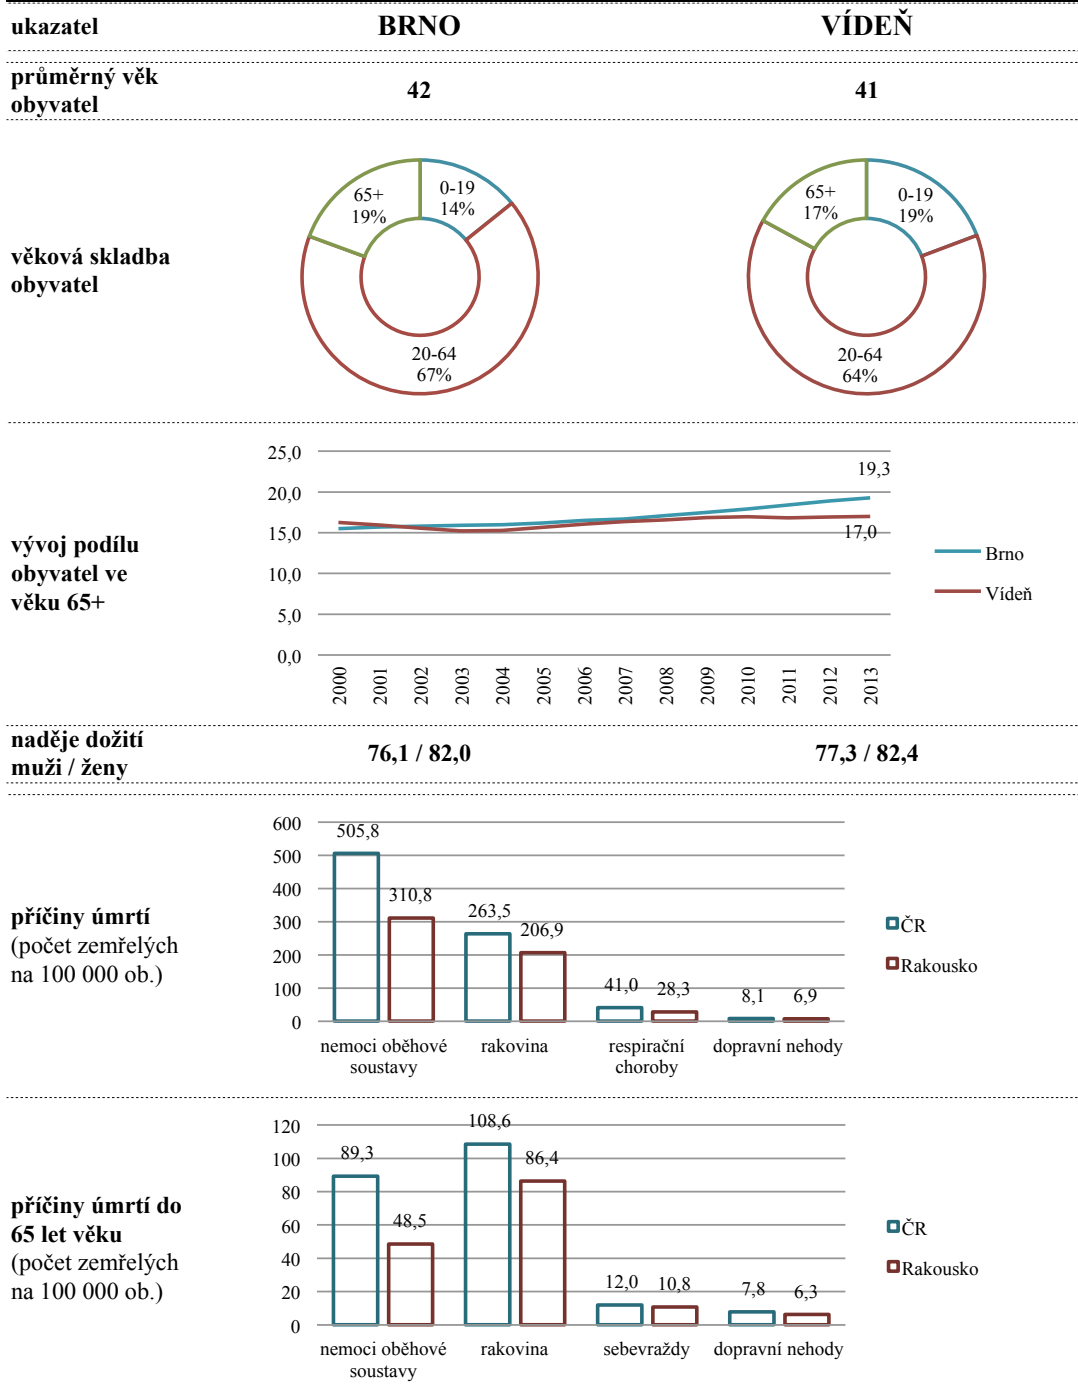 ukazatel BRNO VÍDEŇ
průměrný věk
obyvatel
42 41
věková skladba
obyvatel
65+
19%
0-19
14%
20-64
67%
65+
17%
0-19
19%
20-64
64%
vývoj podílu
obyvatel ve
věku 65+
25,0
20,0
15,0
10,0
5,0
0,0
19,3
17,0
2000 2001 2002 2003 2004 2005 2006 2007 2008 2009 2010 2011 2012 2013
Brno
Vídeň
naděje dožití
muži / ženy
76,1 / 82,0 77,3 / 82,4
příčiny úmrtí
(počet zemřelých
na 100 000 ob.)
600
500
400
300
200
100
0
505,8
310,8
263,5
206,9
41,0
28,3
8,1
6,9
nemoci oběhové
soustavy
rakovina
respirační
choroby
dopravní nehody
ČR
Rakousko
příčiny úmrtí do
65 let věku
(počet zemřelých
na 100 000 ob.)
120
100
80
60
40
20
0
89,3
48,5
108,6
86,4
12,0
10,8
7,8
6,3
nemoci oběhové
soustavy
rakovina
sebevraždy
dopravní nehody
ČR
Rakousko